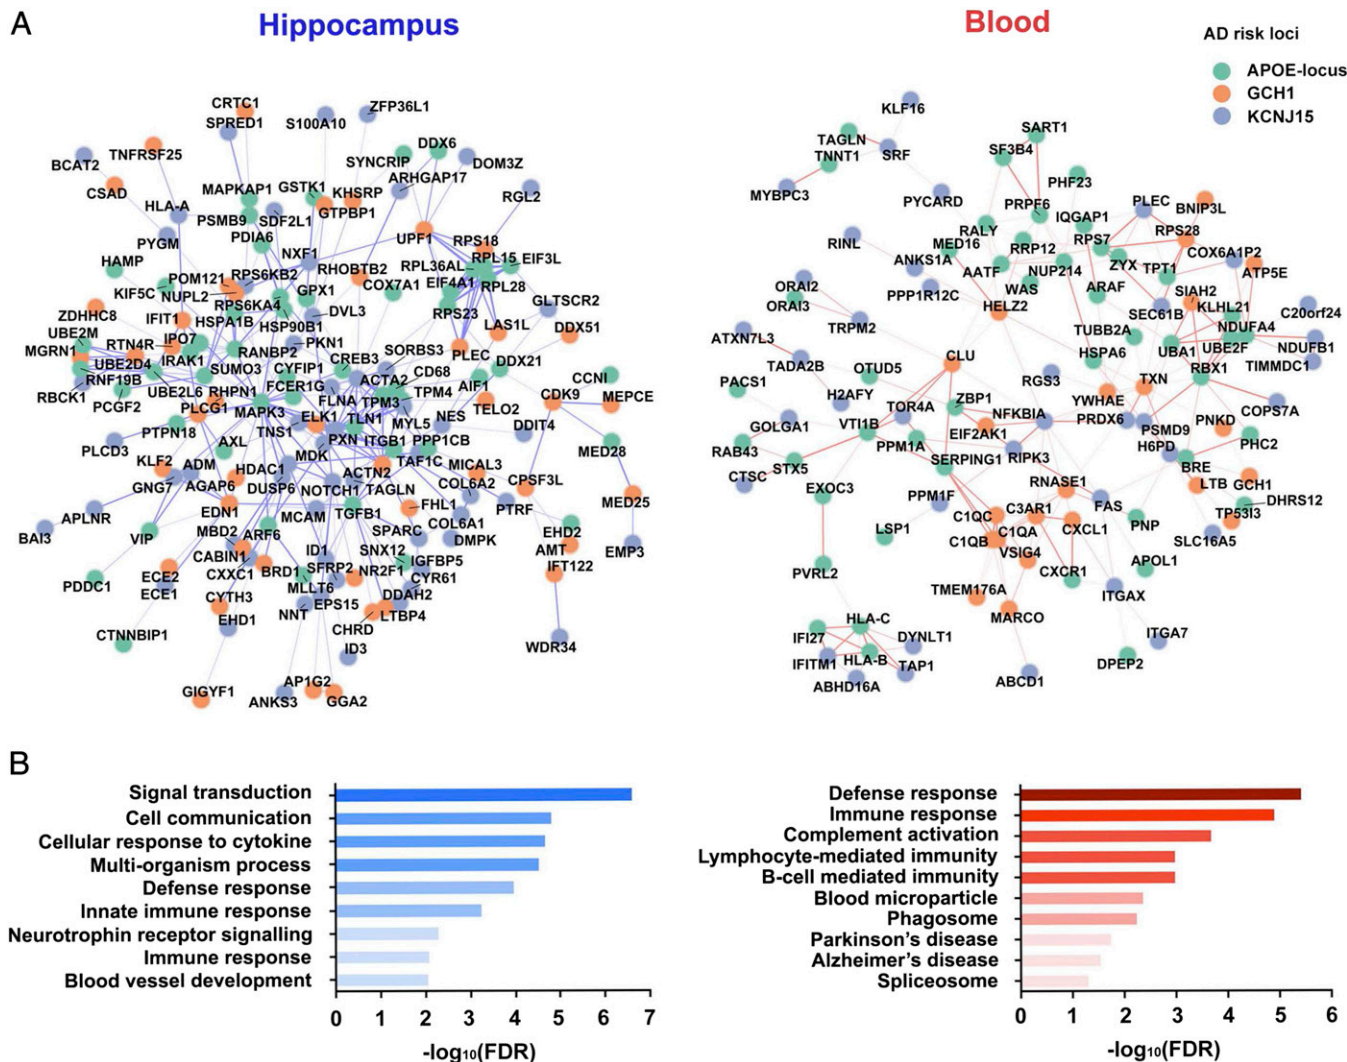 A
Hippocampus
Blood
AD risk loci
APOE-locus
GCH1
KCNJ15
CRTC1
SPRED1
ZFP36L1
S100A10
TNFRSF25
BCAT2
CSAD
SYNCRIP
DDX6
DOM3Z
ARHGAP17
MAPKAP1
GSTK1
KHSRP
HLA-A
PSMB9
SDF2L1
GTPBP1
RGL2
PYGM
PDIA6
NXF1
UPF1
RPS18
RPL15
HAMP
POM121
RPS6KB2
RHOBTB2
RPL36AL
EIF3L
KIF5C
NUPL2
GPX1
COX7A1
EIF4A1
RPL28
RPS6KA4
GLTSCR2
ZDHHC8
IFIT1
HSPA1B
HSP90B1
DVL3
RPS23
LAS1L
DDX51
UBE2M
RTN4R
IPO7
PKN1
SORBS3
PLEC
MGRN1
IRAK1
RANBP2
CREB3
DDX21
UBE2D4
SUMO3
CYFIP1
ACTA2
CD68
RNF19B
FCER1G
TPM4
AIF1
CCNI
RBCK1
UBE2L6
RHPN1
FLNA
TPM3
NES
TELO2
CDK9
MEPCE
PCGF2
PLCG1
MAPK3
ELK1
TLN1
MYL5
PTPN18
TNS1
PXN
ITGB1
PPP1CB
DDIT4
PLCD3
AXL
MDK
TAF1C
MED28
KLF2
ADM
HDAC1
ACTN2
MICAL3
CPSF3L
GNG7
AGAP6
DUSP6
NOTCH1
TAGLN
COL6A2
MED25
APLNR
EDN1
MCAM
TGFB1
FHL1
PTRF
BAI3
MBD2
ARF6
SPARC
COL6A1
EHD2
VIP
CABIN1
ID1
SNX12
DMPK
AMT
EMP3
CXXC1
BRD1
SFRP2
NR2F1
IGFBP5
IFT122
PDDC1
ECE2
MLLT6
CYR61
ECE1
CYTH3
NNT
EPS15
DDAH2
EHD1
CHRD
LTBP4
CTNNBIP1
ID3
WDR34
AP1G2
GIGYF1
ANKS3
GGA2
KLF16
TAGLN
SART1
TNNT1
SRF
SF3B4
MYBPC3
PHF23
PYCARD
PRPF6
IQGAP1
PLEC
BNIP3L
RALY
RPS28
RINL
MED16
RRP12
RPS7
COX6A1P2
ANKS1A
AATF
NUP214
ZYX
TPT1
ATP5E
ORAI2
WAS
ARAF
SIAH2
PPP1R12C
ORAI3
HELZ2
SEC61B
KLHL21
C20orf24
TRPM2
TUBB2A
NDUFA4
ATXN7L3
UBA1
UBE2F
NDUFB1
CLU
HSPA6
TADA2B
OTUD5
RBX1
TIMMDC1
RGS3
TXN
PACS1
H2AFY
ZBP1
YWHAE
TOR4A
NFKBIA
PRDX6
COPS7A
GOLGA1
VTI1B
EIF2AK1
PSMD9
PNKD
RAB43
PPM1A
H6PD
PHC2
STX5
SERPING1
RIPK3
BRE
CTSC
RNASE1
LTB
GCH1
EXOC3
PPM1F
FAS
DHRS12
C1QC
C3AR1
TP53I3
LSP1
C1QA
CXCL1
PNP
C1QB
VSIG4
SLC16A5
PVRL2
APOL1
TMEM176A
CXCR1
ITGAX
HLA-C
MARCO
IFI27
DYNLT1
ITGA7
IFITM1
HLA-B
TAP1
DPEP2
ABHD16A
ABCD1
B
Signal transduction
Cell communication
Cellular response to cytokine
Multi-organism process
Defense response
Innate immune response
Neurotrophin receptor signalling
Immune response
Blood vessel development
0 1 2 3 4 5 6 7
-log₁₀(FDR)
Defense response
Immune response
Complement activation
Lymphocyte-mediated immunity
B-cell mediated immunity
Blood microparticle
Phagosome
Parkinson's disease
Alzheimer's disease
Spliceosome
0 1 2 3 4 5 6
-log₁₀(FDR)